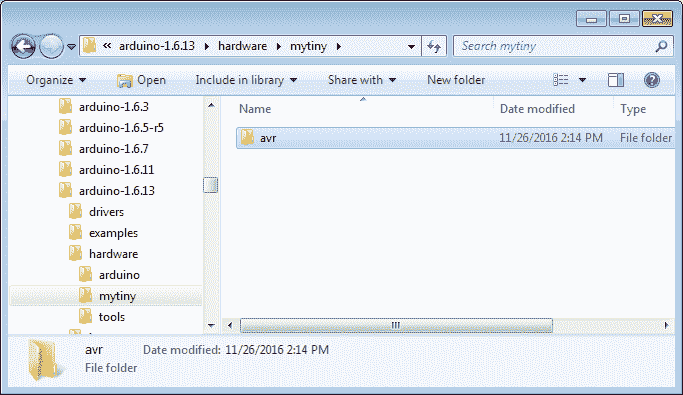 « arduino-1.6.13 hardware mytiny Search mytiny
Organize Open Include in library Share with New folder
arduino-1.6.3
arduino-1.6.5-r5
arduino-1.6.7
arduino-1.6.11
arduino-1.6.13
drivers
examples
hardware
arduino
mytiny
tools
Name Date modified Type
avr 11/26/2016 2:14 PM File folder
avr Date modified: 11/26/2016 2:14 PM
File folder